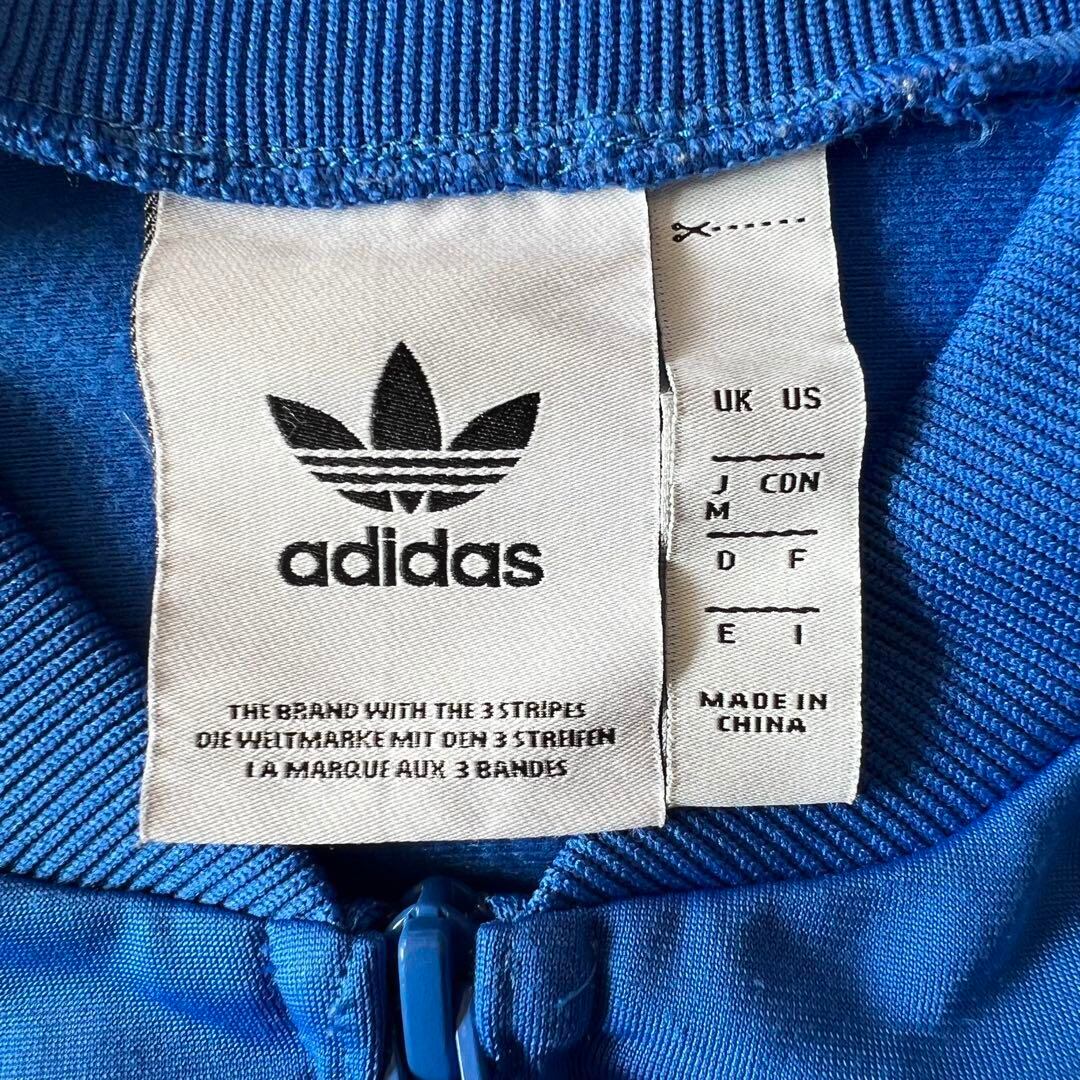 adidas
THE BRAND WITH THE 3 STRIPES
DIE WELTMARKE MIT DEN 3 STREIFEN
LA MARQUE AUX 3 BANDES
UK US
J CDN
M
D F
E I
MADE IN
CHINA